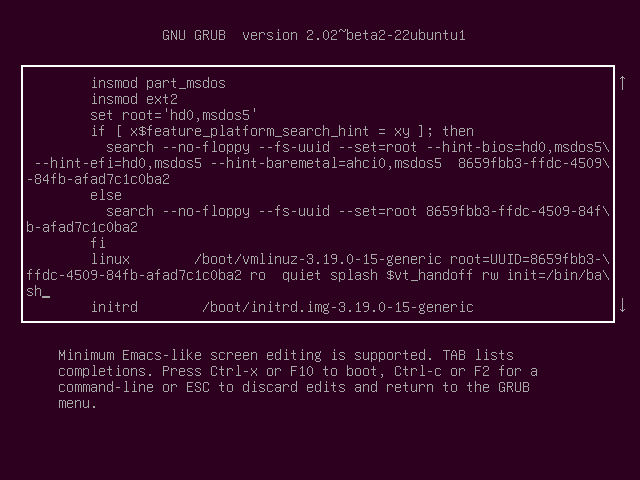 GNU GRUB  version 2.02~beta2-22ubuntu1
insmod part_msdos
insmod ext2
set root='hd0,msdos5'
if [ x$feature_platform_search_hint = xy ]; then
search --no-floppy --fs-uuid --set=root --hint-bios=hd0,msdos5\
--hint-efi=hd0,msdos5 --hint-baremetal=ahci0,msdos5  8659fbb3-ffdc-4509\
-84fb-afad7c1c0ba2
else
search --no-floppy --fs-uuid --set=root 8659fbb3-ffdc-4509-84f\
b-afad7c1c0ba2
fi
linux        /boot/vmlinuz-3.19.0-15-generic root=UUID=8659fbb3-\
ffdc-4509-84fb-afad7c1c0ba2 ro  quiet splash $vt_handoff rw init=/bin/ba\
sh_
initrd        /boot/initrd.img-3.19.0-15-generic
Minimum Emacs-like screen editing is supported. TAB lists
completions. Press Ctrl-x or F10 to boot, Ctrl-c or F2 for a
command-line or ESC to discard edits and return to the GRUB
menu.